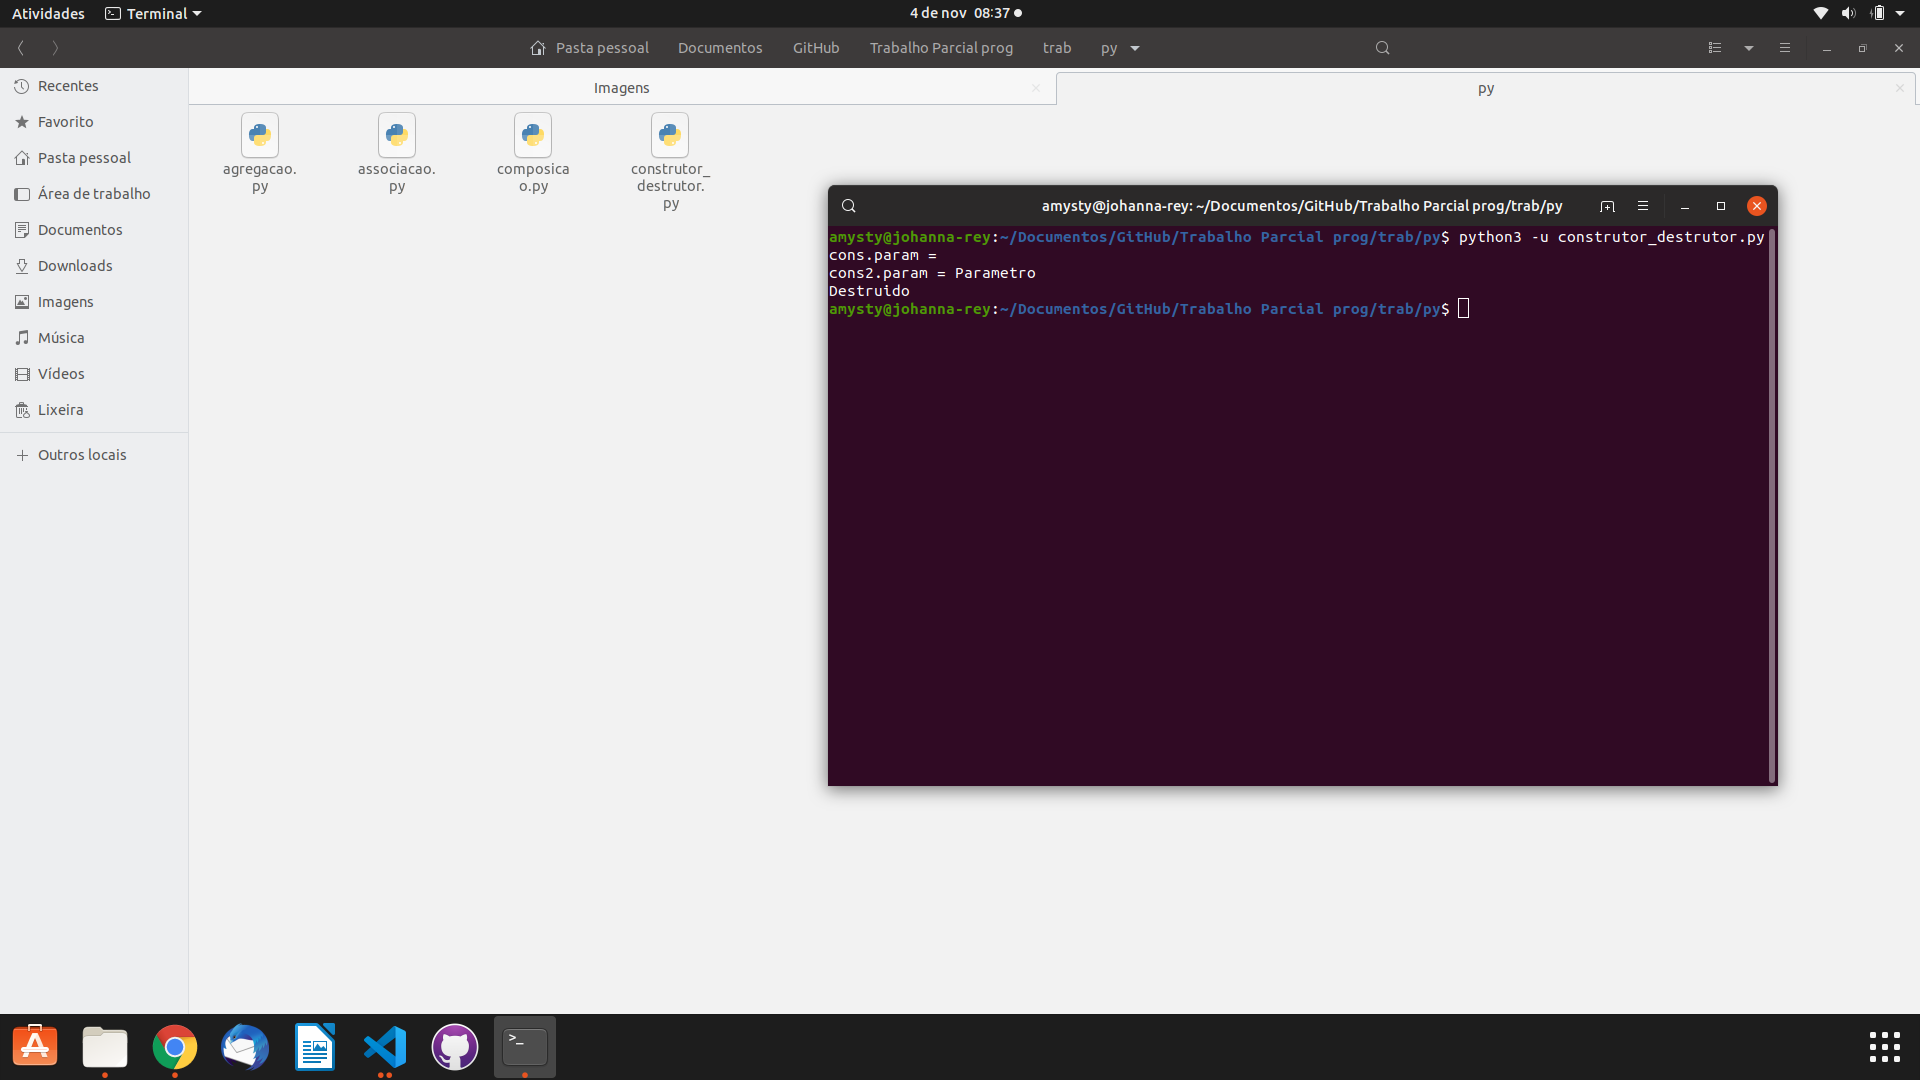 Atividades
Terminal
4 de nov 08:37
Pasta pessoal
Documentos
GitHub
Trabalho Parcial prog
trab
py
Recentes
Favorito
Pasta pessoal
Área de trabalho
Documentos
Downloads
Imagens
Música
Vídeos
Lixeira
Outros locais
Imagens
py
agregacao.
py
associacao.
py
composica
o.py
construtor_
destrutor.
py
amysty@johanna-rey: ~/Documentos/GitHub/Trabalho Parcial prog/trab/py
amysty@johanna-rey:~/Documentos/GitHub/Trabalho Parcial prog/trab/py$ python3 -u construtor_destrutor.py
cons.param =
cons2.param = Parametro
Destruido
amysty@johanna-rey:~/Documentos/GitHub/Trabalho Parcial prog/trab/py$
>_